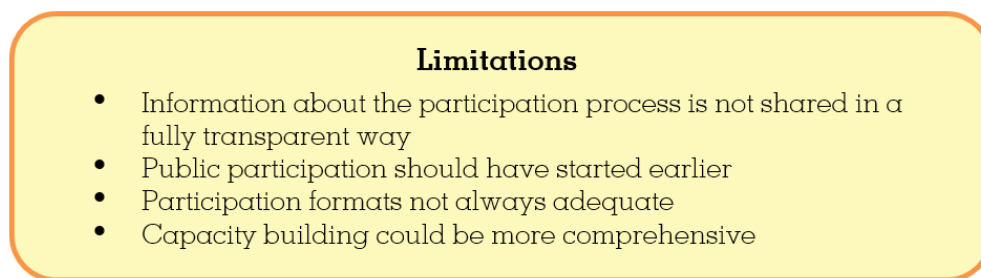 Limitations
• Information about the participation process is not shared in a
fully transparent way
• Public participation should have started earlier
• Participation formats not always adequate
• Capacity building could be more comprehensive